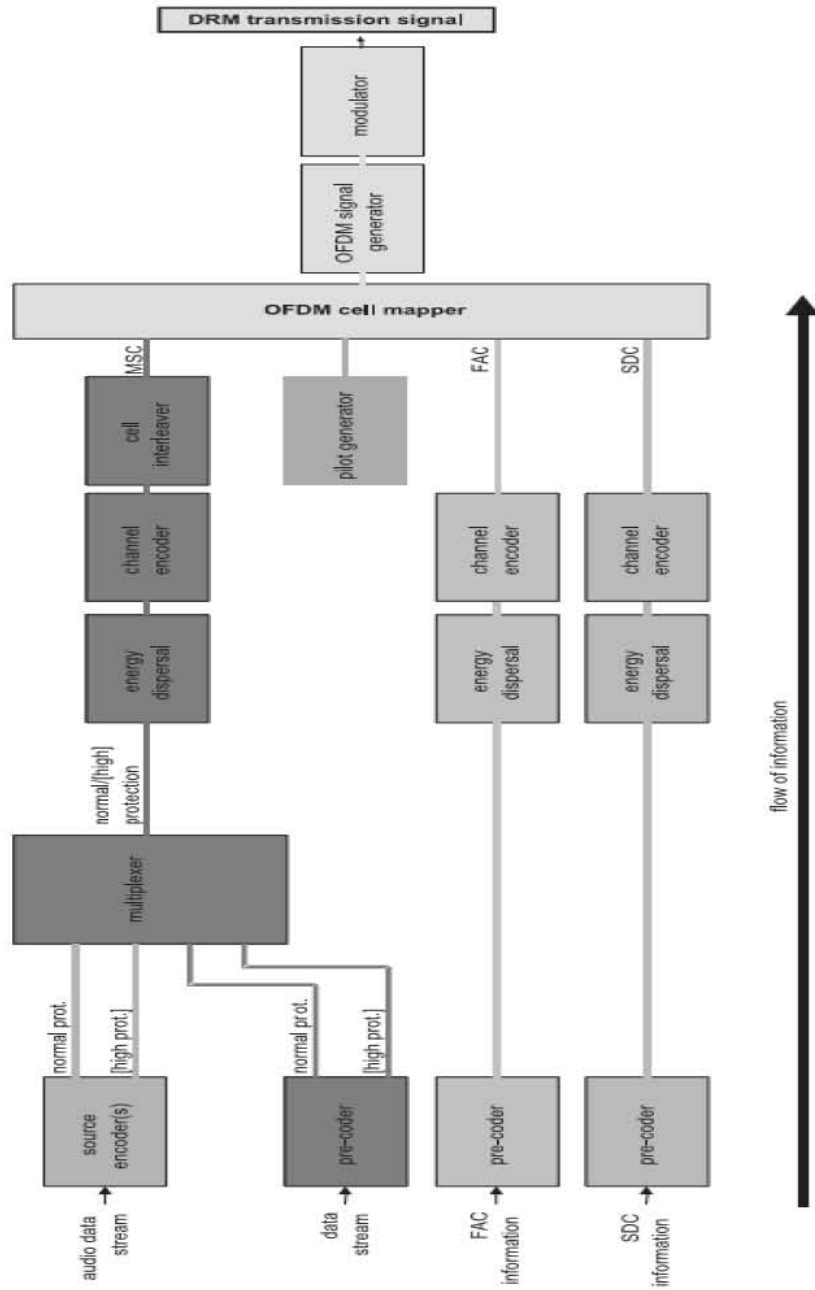 audio data
stream
source
encoder(s)
normal prot.
[high prot.]
data
stream
pre-coder
normal prot.
[high prot.]
multiplexer
normal/[high]
protection
energy
dispersal
channel
encoder
cell
interleaver
MSC
pilot generator
FAC
information
pre-coder
energy
dispersal
channel
encoder
FAC
SDC
information
pre-coder
energy
dispersal
channel
encoder
SDC
OFDM cell mapper
OFDM signal
generator
modulator
DRM transmission signal
flow of information